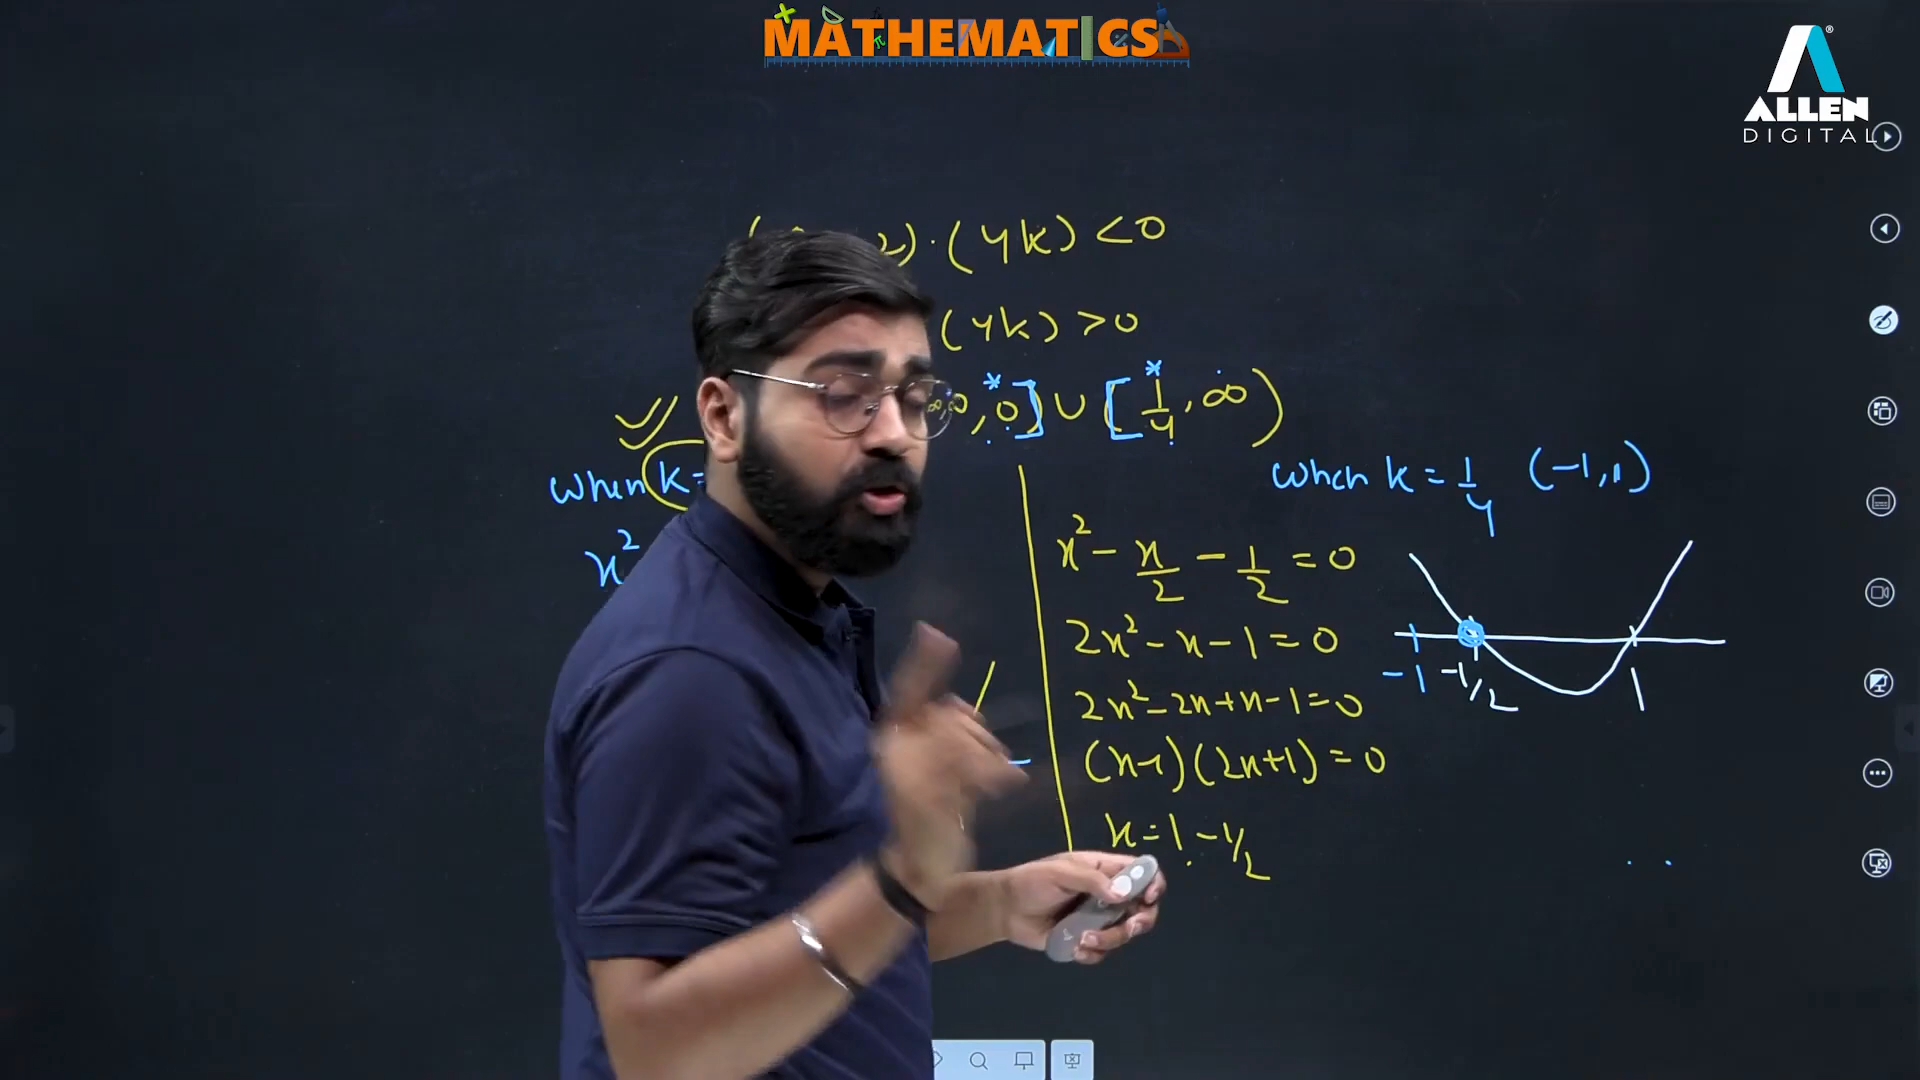 MATHEMATICS
ALLEN
DIGITAL
) · (4k) < 0
(4k) > 0
, 0] ∪ [1/4, ∞)
When k =
When k = 1/4 (-1, 1)
x²
x² - x/2 - 1/2 = 0
2x² - x - 1 = 0
-1 -1/2 1
2x² - 2x + x - 1 = 0
(x-1)(2x+1) = 0
x = 1, -1/2